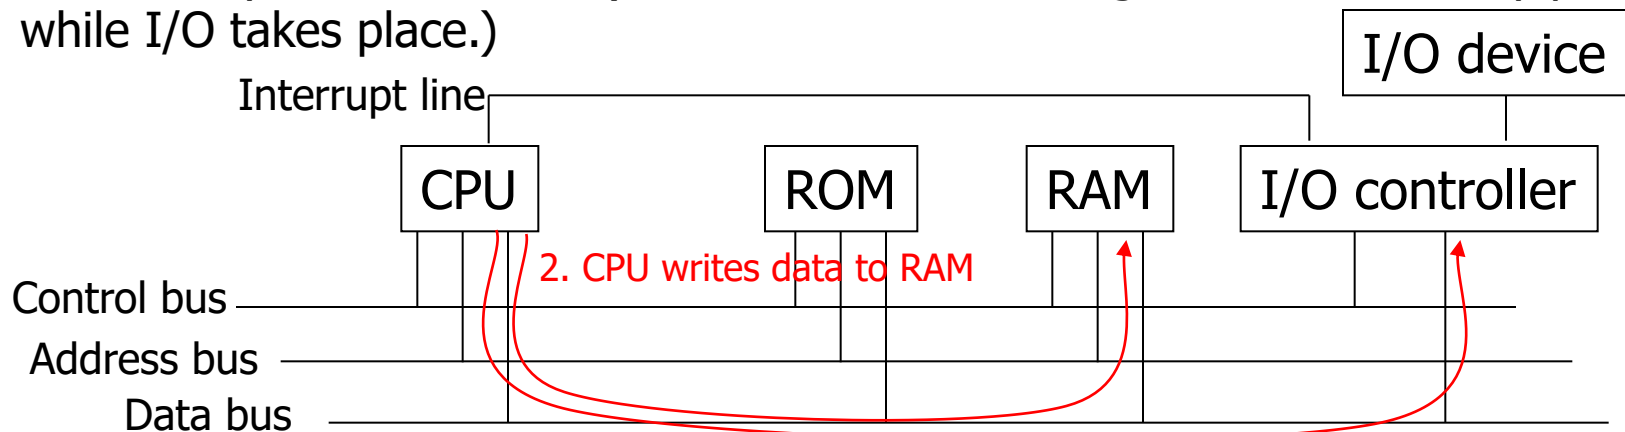 while I/O takes place.)
I/O device
Interrupt line
CPU
ROM
RAM
I/O controller
2. CPU writes data to RAM
Control bus
Address bus
Data bus